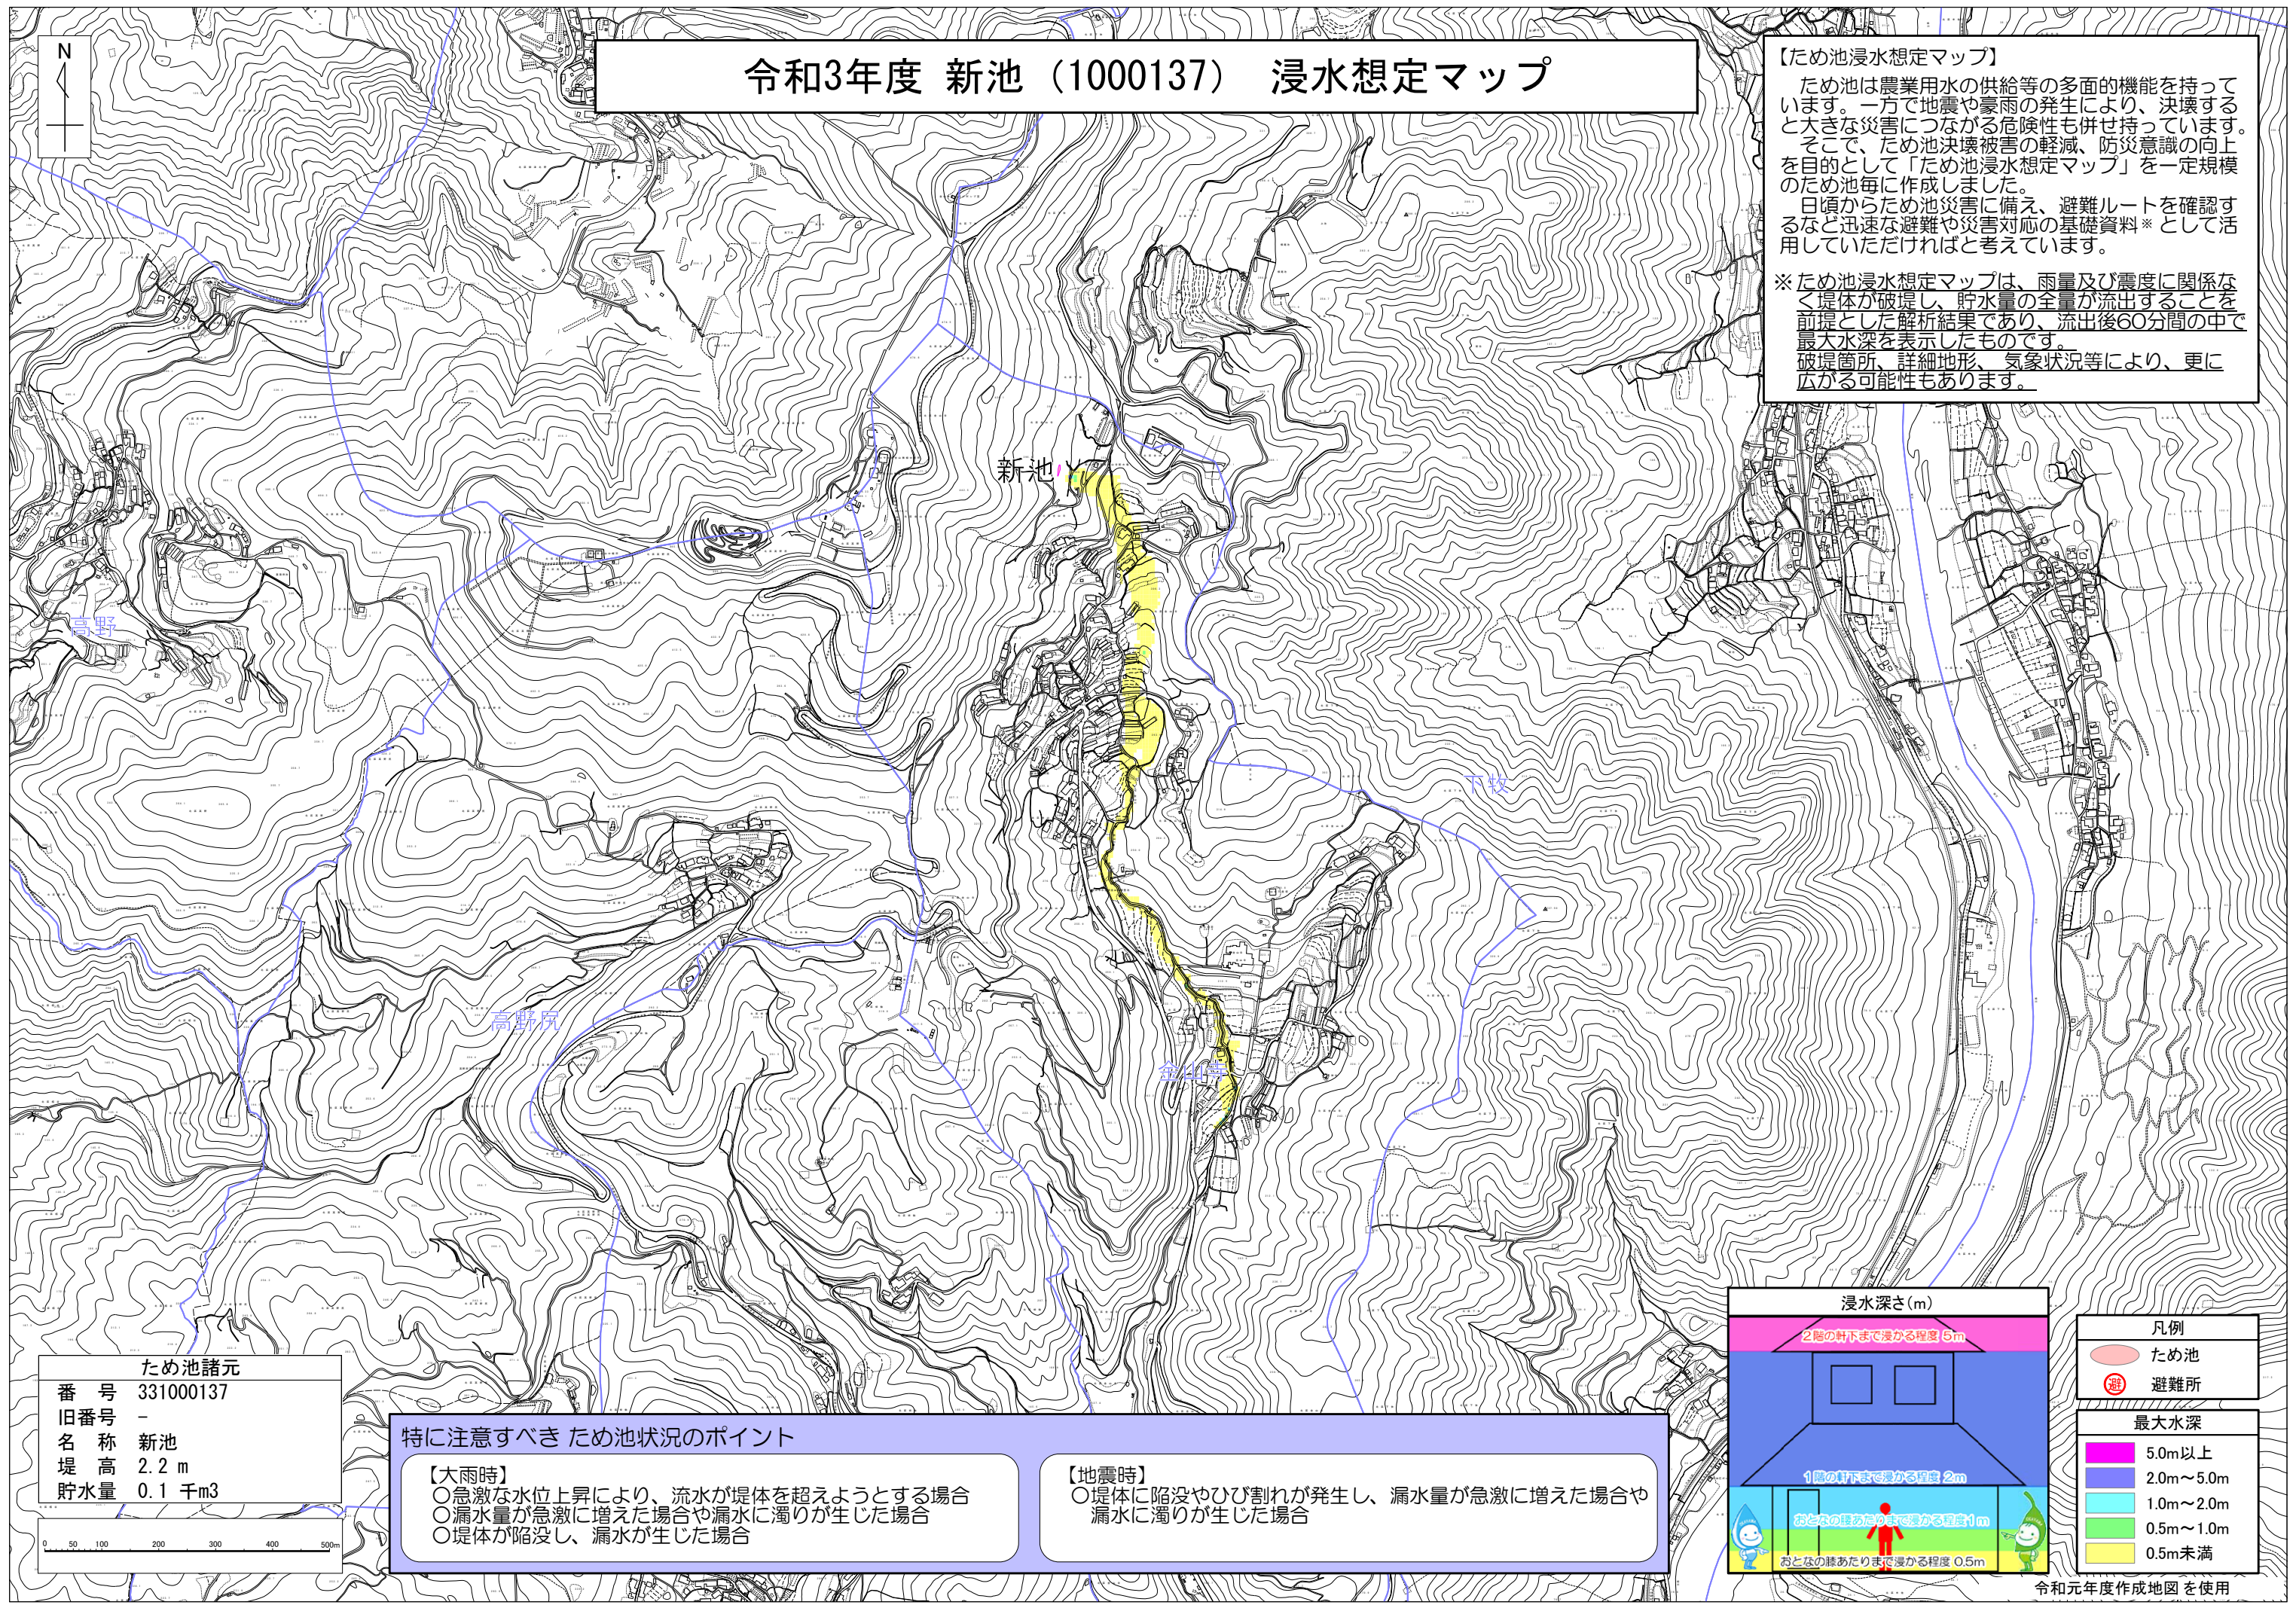 N
令和3年度 新池（1000137） 浸水想定マップ
【ため池浸水想定マップ】
ため池は農業用水の供給等の多面的機能を持って
います。一方で地震や豪雨の発生により、決壊する
と大きな災害につながる危険性も併せ持っています。
そこで、ため池決壊被害の軽減、防災意識の向上
を目的として「ため池浸水想定マップ」を一定規模
のため池毎に作成しました。
日頃からため池災害に備え、避難ルートを確認す
るなど迅速な避難や災害対応の基礎資料※として活
用していただければと考えています。
※ため池浸水想定マップは、雨量及び震度に関係な
く堤体が破堤し、貯水量の全量が流出することを
前提とした解析結果であり、流出後60分間の中で
最大水深を表示したものです。
破堤箇所、詳細地形、気象状況等により、更に
広がる可能性もあります。
新池
高野
下牧
高野尻
金山寺
ため池諸元
番 号 331000137
旧番号 -
名 称 新池
堤 高 2.2 m
貯水量 0.1 千m3
0 50 100 200 300 400 500m
特に注意すべき ため池状況のポイント
【大雨時】
〇急激な水位上昇により、流水が堤体を超えようとする場合
〇漏水量が急激に増えた場合や漏水に濁りが生じた場合
〇堤体が陥没し、漏水が生じた場合
【地震時】
〇堤体に陥没やひび割れが発生し、漏水量が急激に増えた場合や
漏水に濁りが生じた場合
浸水深さ(m)
2階の軒下まで浸かる程度 5m
1階の軒下まで浸かる程度 2m
おとなの腰あたりまで浸かる程度1m
おとなの膝あたりまで浸かる程度 0.5m
凡例
ため池
避 避難所
最大水深
5.0m以上
2.0m～5.0m
1.0m～2.0m
0.5m～1.0m
0.5m未満
令和元年度作成地図を使用